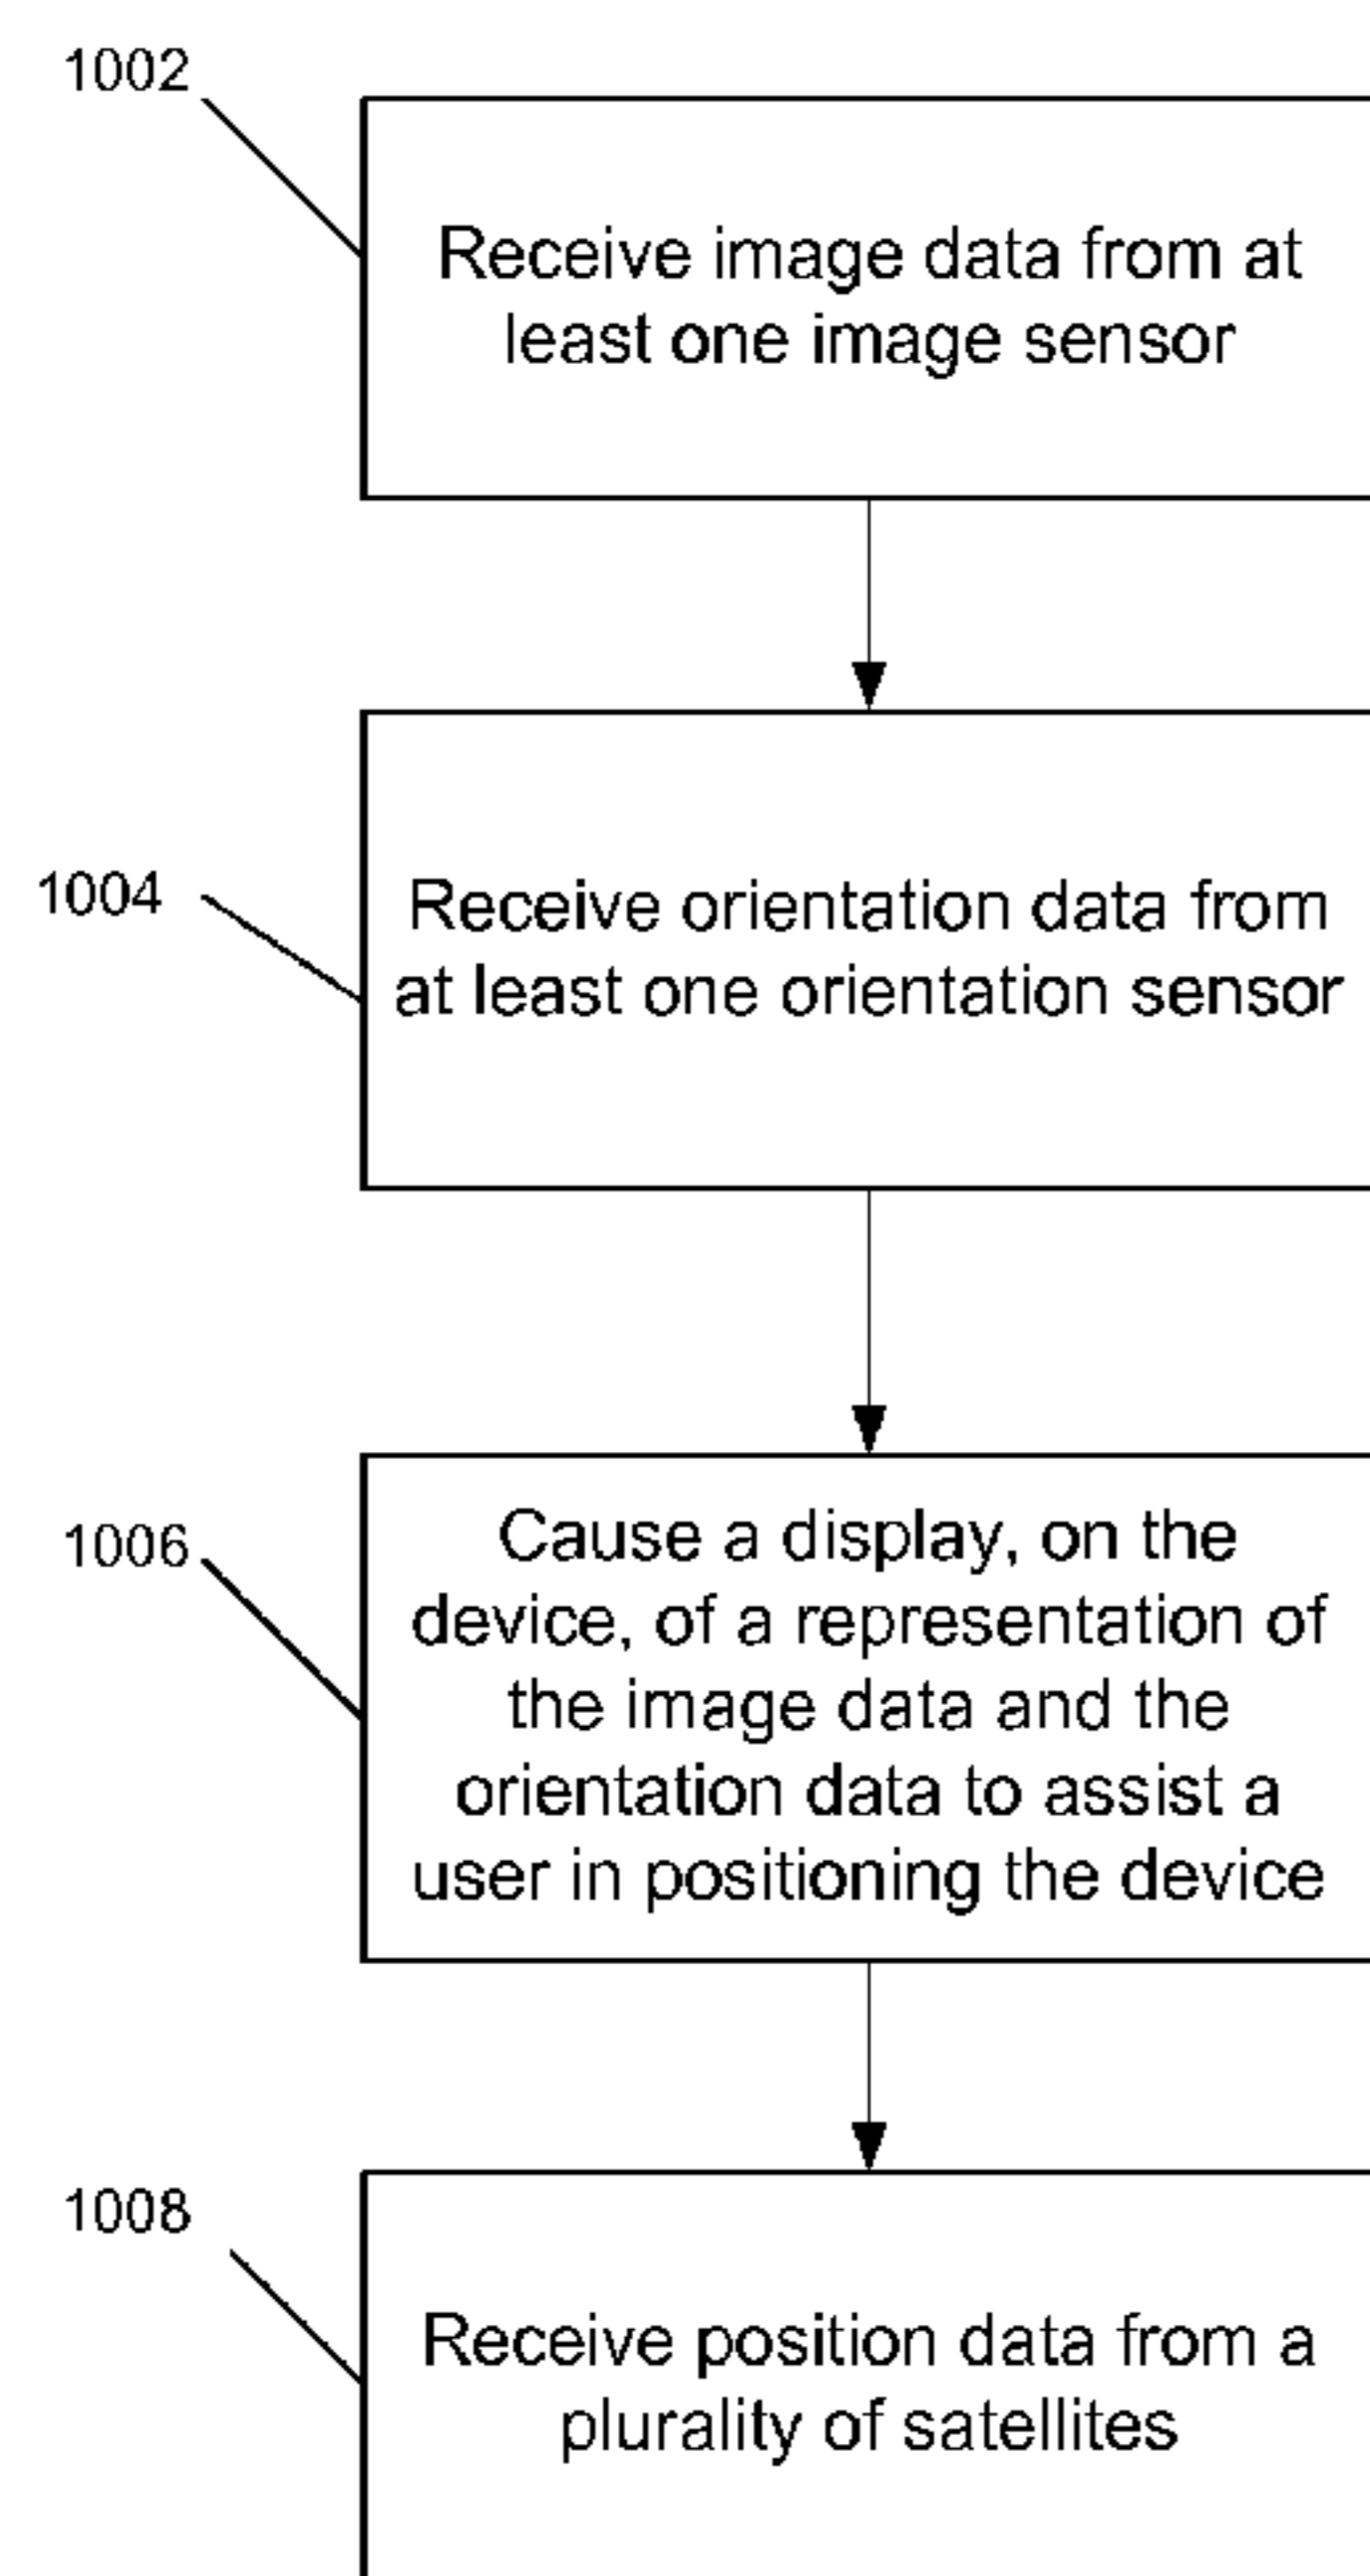 1002
Receive image data from at
least one image sensor
1004
Receive orientation data from
at least one orientation sensor
1006
Cause a display, on the
device, of a representation of
the image data and the
orientation data to assist a
user in positioning the device
1008
Receive position data from a
plurality of satellites